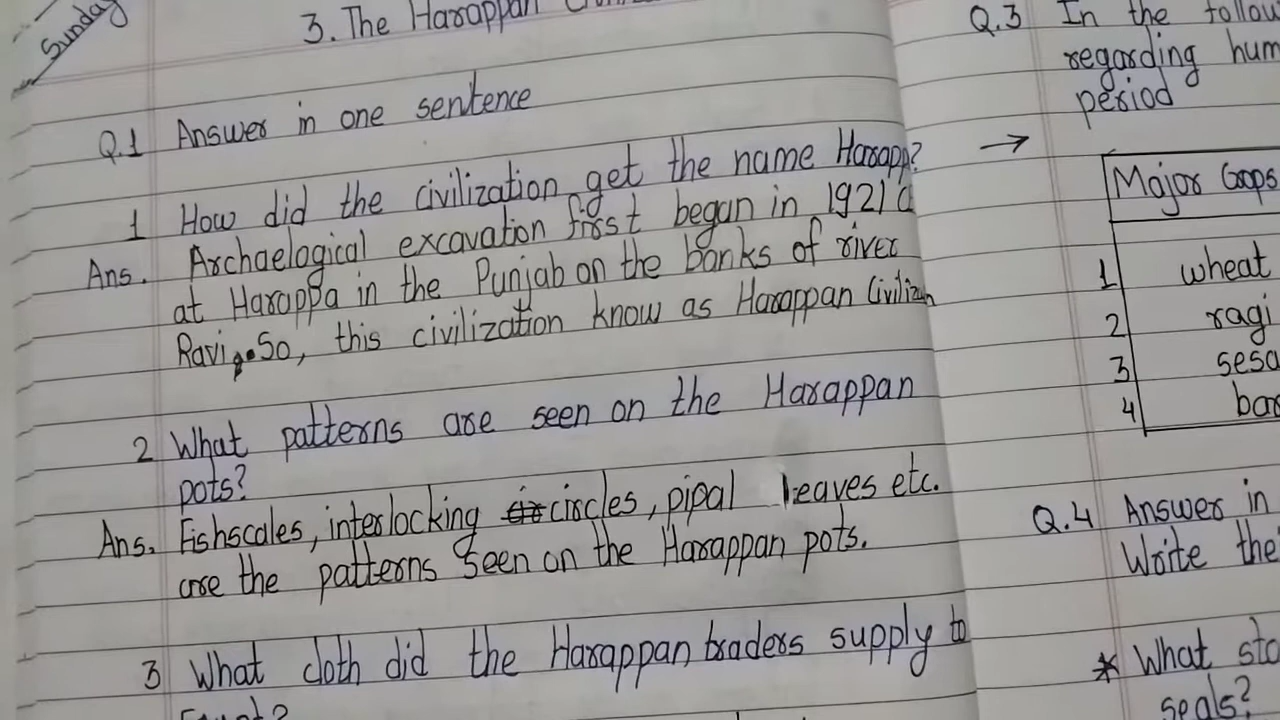 Sunday
3. The Harappan
Q.1 Answer in one sentence
1 How did the civilization get the name Harapp?
Ans. Archaelogical excavation first began in 1921
at Harappa in the Punjab on the banks of river
Ravi. So, this civilization know as Harappan
2 What patterns are seen on the Harappan
pots?
Ans. Fishscales, interlocking circles, pipal leaves etc.
are the patterns seen on the Harappan pots.
3 What cloth did the Harappan traders supply to
Q.3 In the
regarding
period
→
Major
1 wheat
2 ragi
3
4
Q.4 Answer in
Write the
* What
seals?